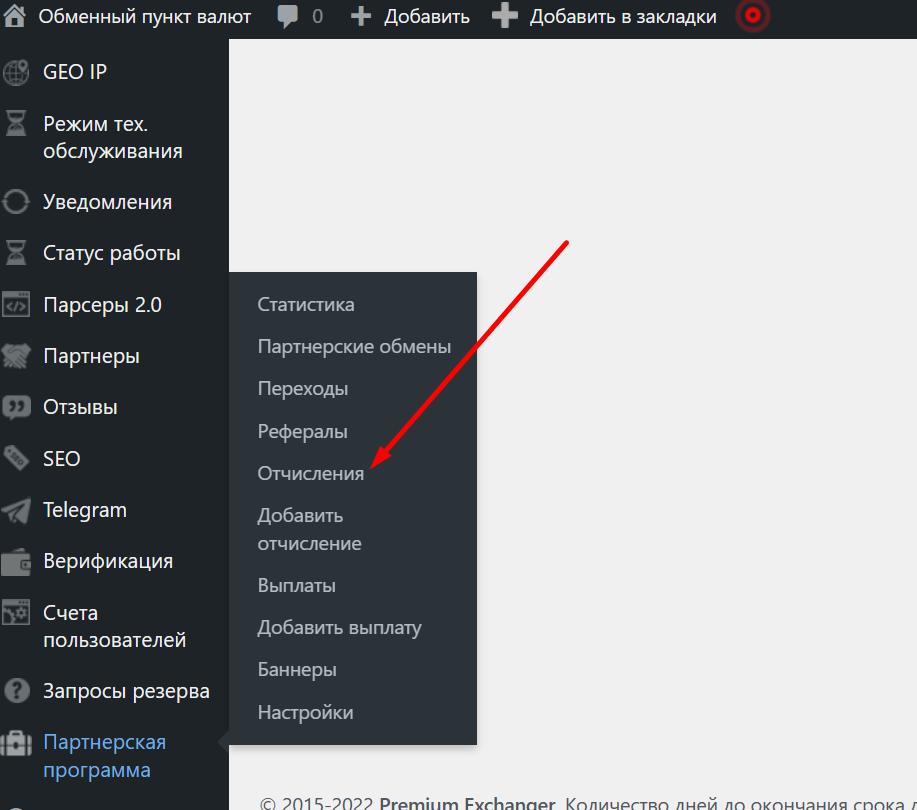 Обменный пункт валют 0 Добавить Добавить в закладки
GEO IP
Режим тех.
обслуживания
Уведомления
Статус работы
Парсеры 2.0
Партнеры
Отзывы
SEO
Telegram
Верификация
Счета
пользователей
Запросы резерва
Партнерская
программа
Статистика
Партнерские обмены
Переходы
Рефералы
Отчисления
Добавить
отчисление
Выплаты
Добавить выплату
Баннеры
Настройки
© 2015-2022 Premium Exchanger. Количество дней до окончания срока